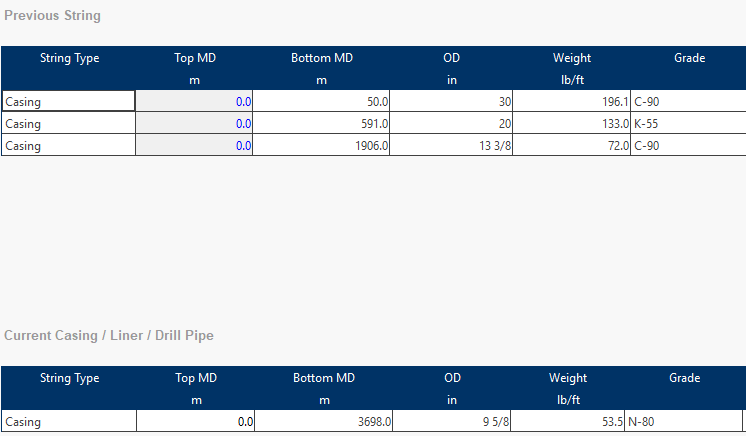 Previous String
String Type Top MD Bottom MD OD Weight Grade
m m in lb/ft
Casing 0.0 50.0 30 196.1 C-90
Casing 0.0 591.0 20 133.0 K-55
Casing 0.0 1906.0 13 3/8 72.0 C-90
Current Casing / Liner / Drill Pipe
String Type Top MD Bottom MD OD Weight Grade
m m in lb/ft
Casing 0.0 3698.0 9 5/8 53.5 N-80